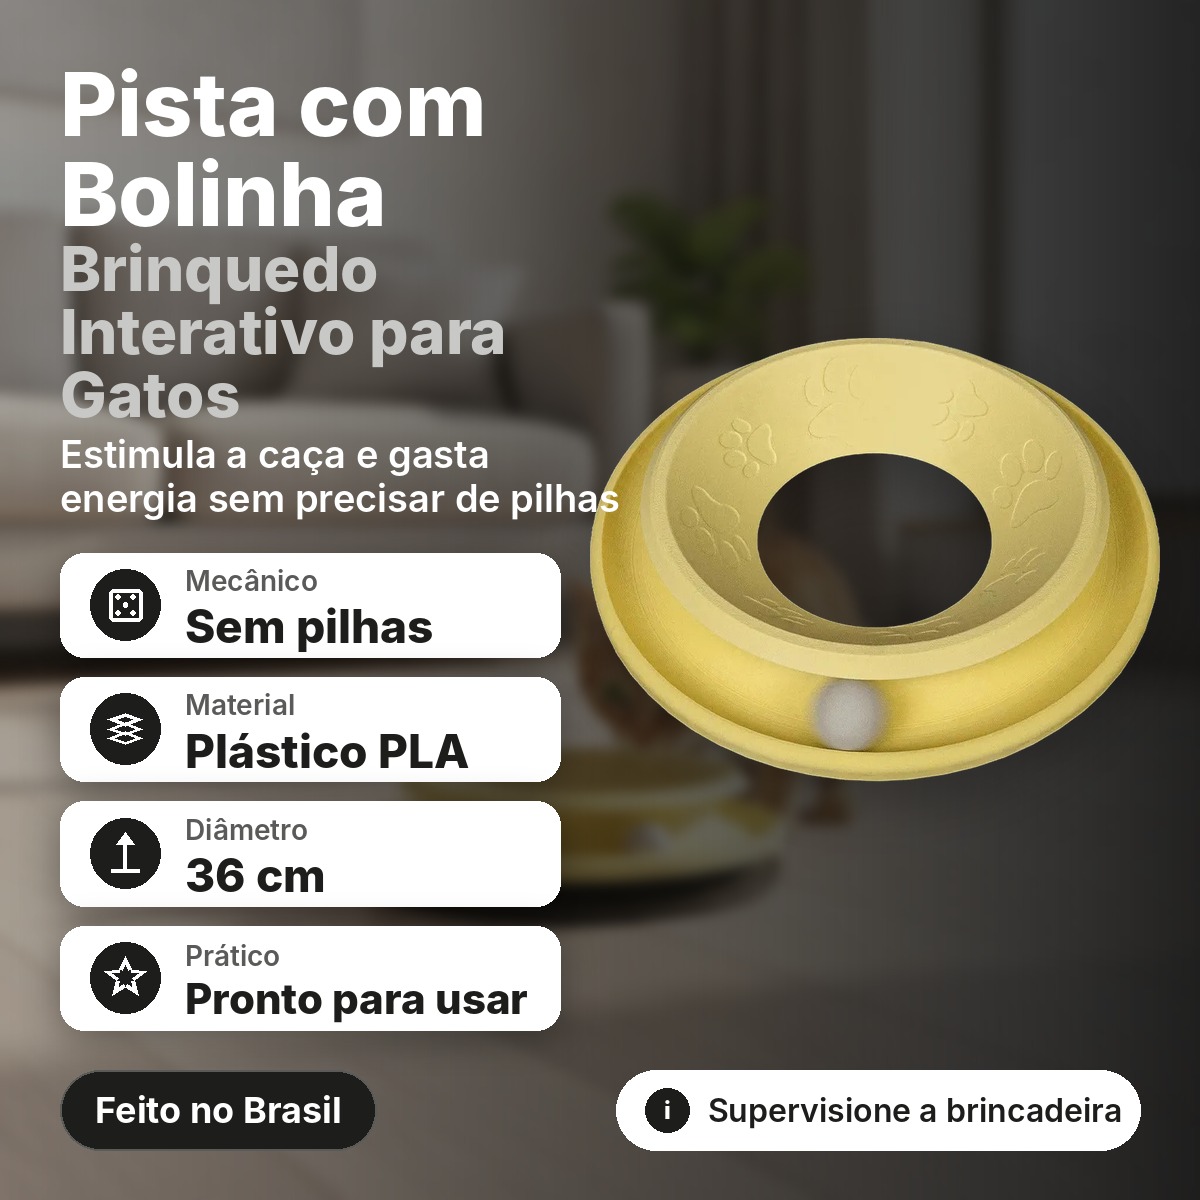 Pista com
Bolinha
Brinquedo
Interativo para
Gatos
Estimula a caça e gasta
energia sem precisar de pilhas
Mecânico
Sem pilhas
Material
Plástico PLA
Diâmetro
36 cm
Prático
Pronto para usar
Feito no Brasil
i Supervisione a brincadeira